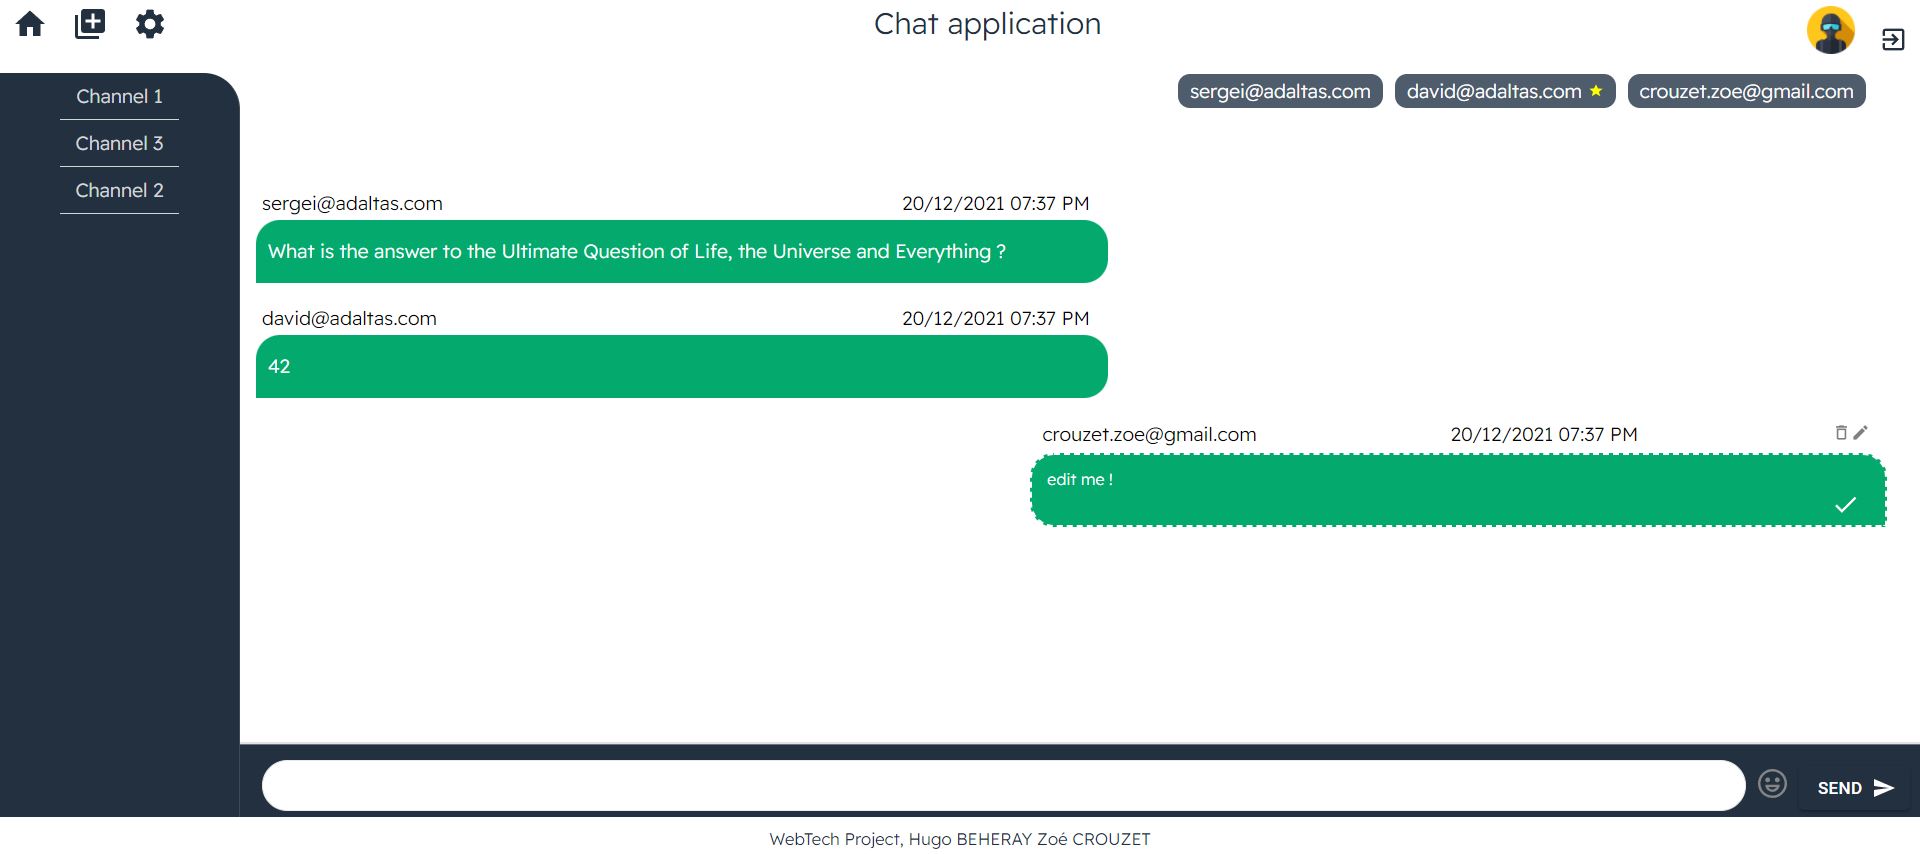 Chat application
Channel 1
Channel 3
Channel 2
sergei@adaltas.com david@adaltas.com crouzet.zoe@gmail.com
sergei@adaltas.com 20/12/2021 07:37 PM
What is the answer to the Ultimate Question of Life, the Universe and Everything ?
david@adaltas.com 20/12/2021 07:37 PM
42
crouzet.zoe@gmail.com 20/12/2021 07:37 PM
edit me !
SEND
WebTech Project, Hugo BEHERAY Zoé CROUZET